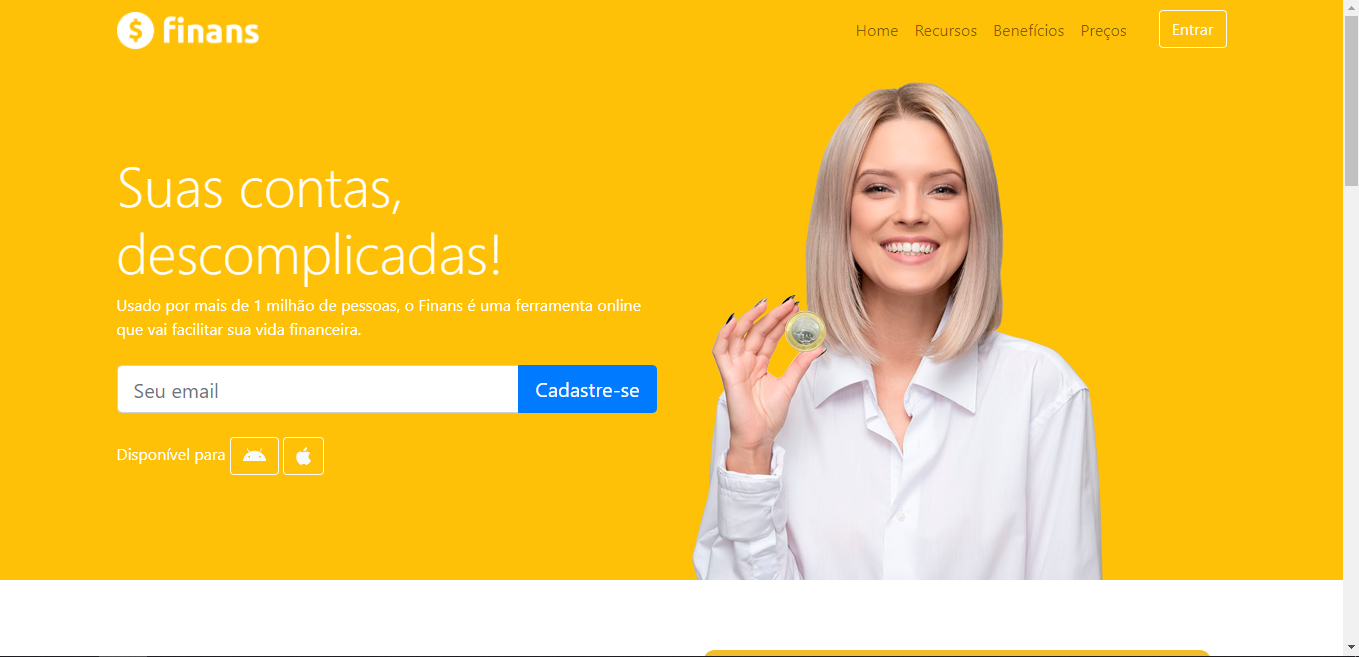 $ finans
Home Recursos Benefícios Preços Entrar
Suas contas,
descomplicadas!
Usado por mais de 1 milhão de pessoas, o Finans é uma ferramenta online
que vai facilitar sua vida financeira.
Seu email Cadastre-se
Disponível para